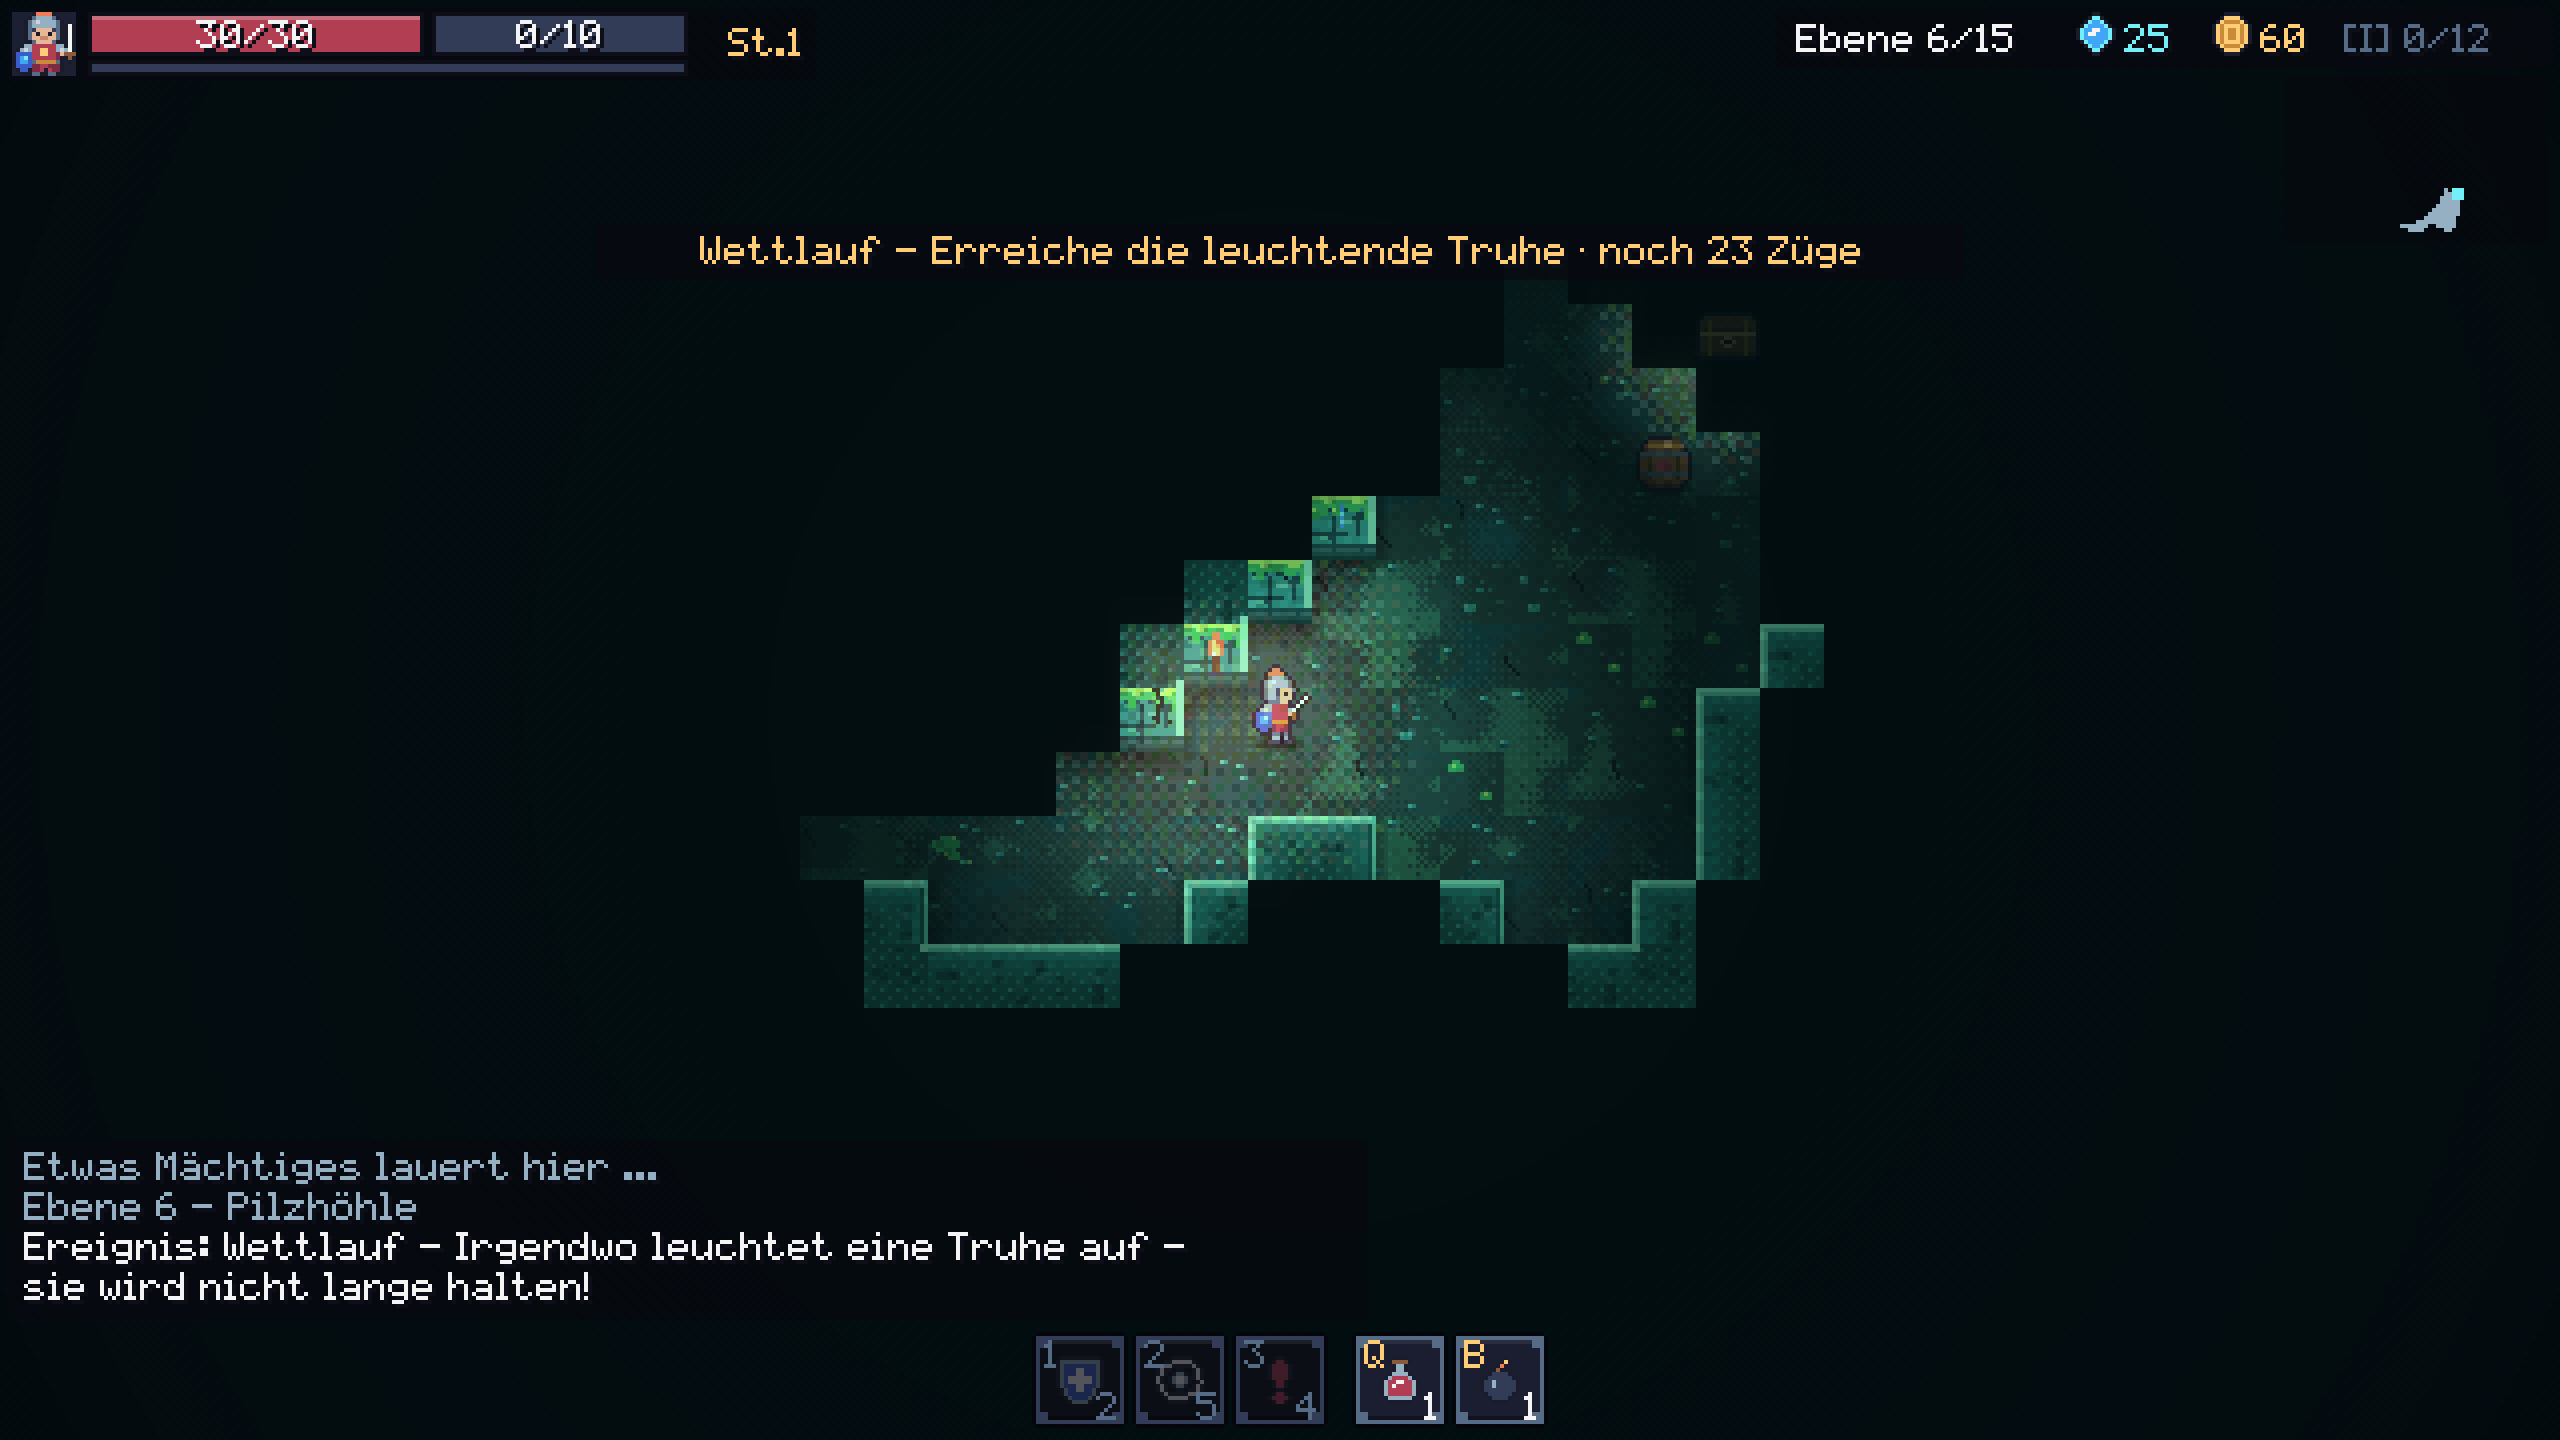 30/30 0/10 St.1 Ebene 6/15 25 60 [I] 0/12
Wettlauf – Erreiche die leuchtende Truhe · noch 23 Züge
Etwas Mächtiges lauert hier ...
Ebene 6 – Pilzhöhle
Ereignis: Wettlauf – Irgendwo leuchtet eine Truhe auf –
sie wird nicht lange halten!
1 2 3 Q B
2 5 4 1 1